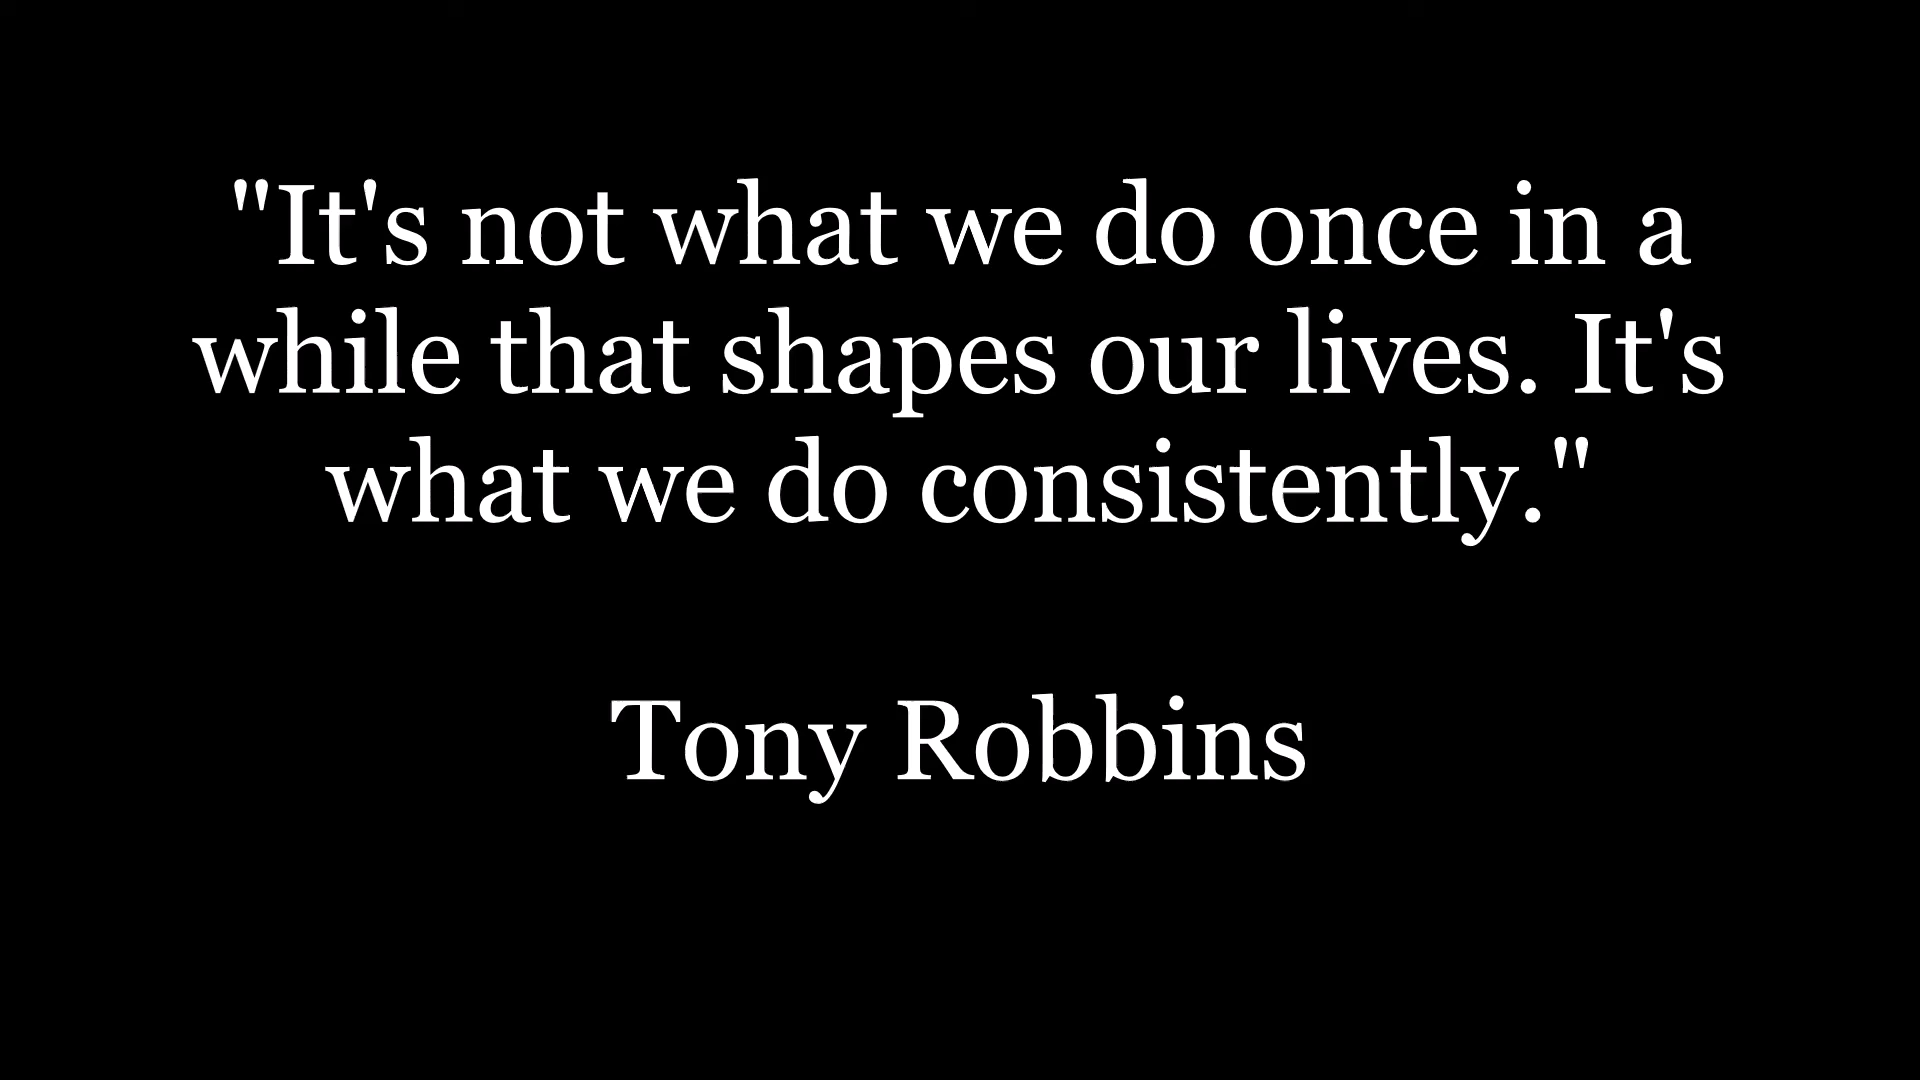 "It's not what we do once in a
while that shapes our lives. It's
what we do consistently."
Tony Robbins